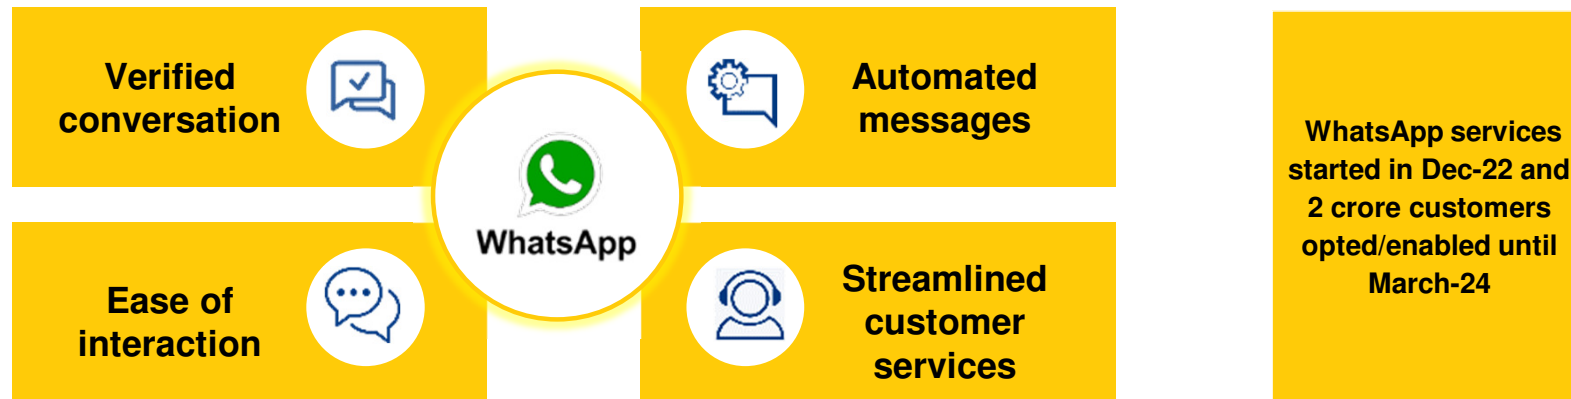 Verified
conversation
Automated
messages
WhatsApp
Ease of
interaction
Streamlined
customer
services
WhatsApp services
started in Dec-22 and
2 crore customers
opted/enabled until
March-24